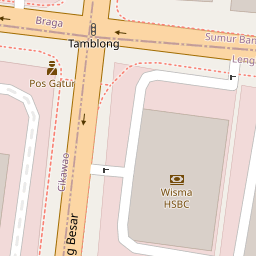 Braga
Tamblong
Sumur Ban
Leng
Pos Gatur
Cikawao
Wisma
HSBC
g Besar